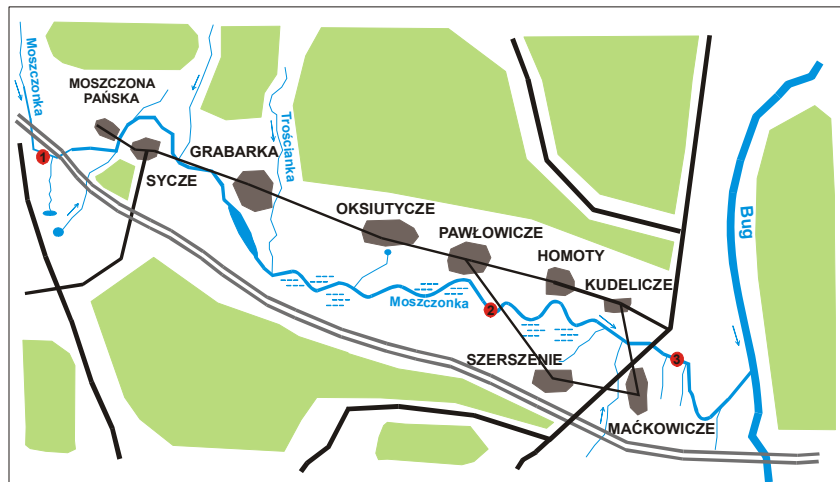 Moszczonka
MOSZCZONA
PAŃSKA
1
SYCZE
GRABARKA
Trościanka
OKSIUTYCZE
PAWŁOWICZE
HOMOTY
KUDELICZE
Bug
Moszczonka
2
SZERSZENIE
3
MAĆKOWICZE